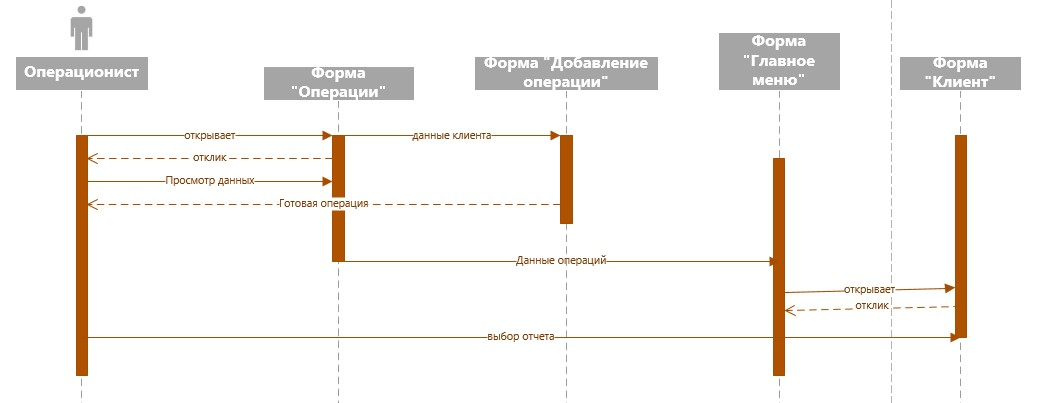 Операционист
Форма
"Операции"
Форма "Добавление
операции"
Форма
"Главное
меню"
Форма
"Клиент"
открывает
данные клиента
отклик
Просмотр данных
Готовая операция
Данные операций
открывает
отклик
выбор отчета